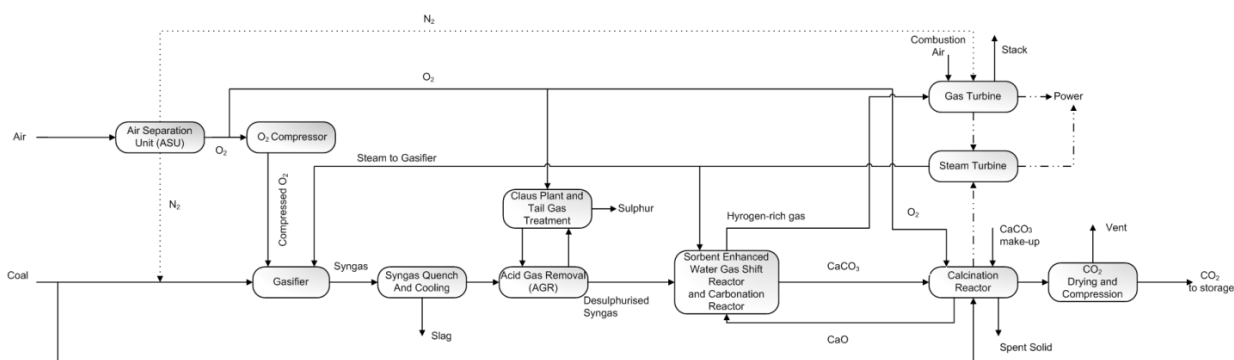 N₂
Combustion
Air
Stack
O₂
Gas Turbine
Power
Air
Air Separation
Unit (ASU)
O₂
O₂ Compressor
Steam to Gasifier
Steam Turbine
N₂
Compressed O₂
Claus Plant and
Tail Gas
Treatment
Sulphur
Hyrogen-rich gas
O₂
CaCO₃
make-up
Vent
Coal
Gasifier
Syngas
Syngas Quench
And Cooling
Acid Gas Removal
(AGR)
Desulphurised
Syngas
Sorbent Enhanced
Water Gas Shift
Reactor
and Carbonation
Reactor
CaCO₃
Calcination
Reactor
CO₂
Drying and
Compression
CO₂
to storage
Slag
CaO
Spent Solid